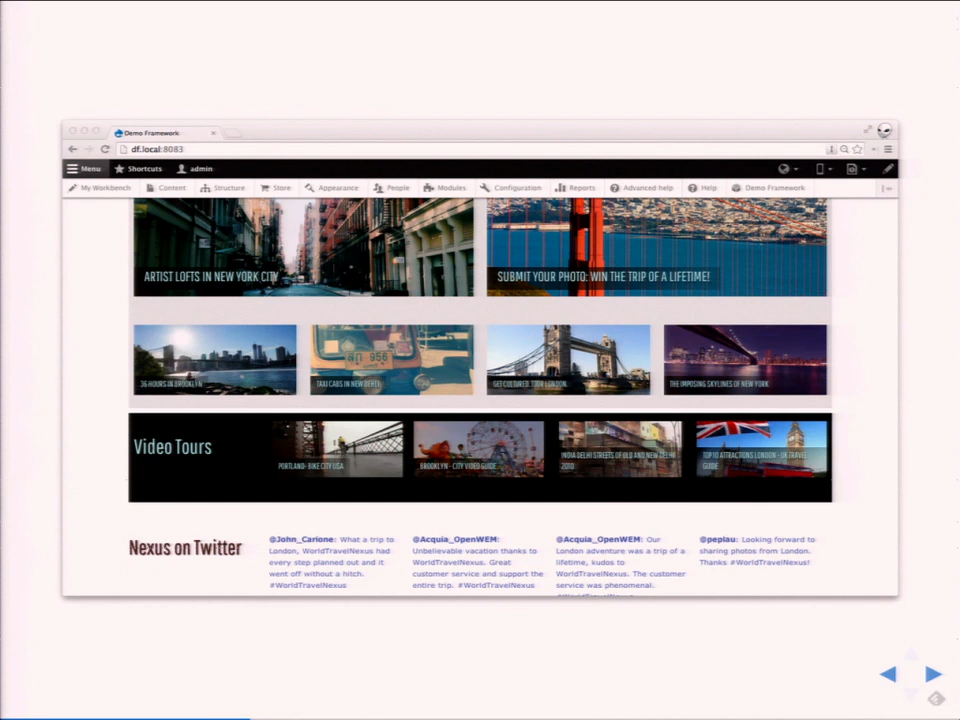 Demo Framework
df.local:8083
Menu Shortcuts admin
My Workbench Content Structure Store Appearance People Modules Configuration Reports Advanced help Help Demo Framework
ARTIST LOFTS IN NEW YORK CITY
SUBMIT YOUR PHOTO: WIN THE TRIP OF A LIFETIME!
36 HOURS IN BROOKLYN
TAXI CABS IN NEW DEHLI
GET CULTURED. TOUR LONDON.
THE IMPOSING SKYLINES OF NEW YORK
Video Tours
PORTLAND- BIKE CITY USA
BROOKLYN - CITY VIDEO GUIDE
INDIA DELHI STREETS OF OLD AND NEW DELHI
2010
TOP 10 ATTRACTIONS LONDON - UK TRAVEL
GUIDE
Nexus on Twitter
@John_Carione: What a trip to
London, WorldTravelNexus had
every step planned out and it
went off without a hitch.
#WorldTravelNexus
@Acquia_OpenWEM:
Unbelievable vacation thanks to
WorldTravelNexus. Great
customer service and support the
entire trip. #WorldTravelNexus
@Acquia_OpenWEM: Our
London adventure was a trip of a
lifetime, kudos to
WorldTravelNexus. The customer
service was phenomenal.
#WorldTravelNexus
@peplau: Looking forward to
sharing photos from London.
Thanks #WorldTravelNexus!